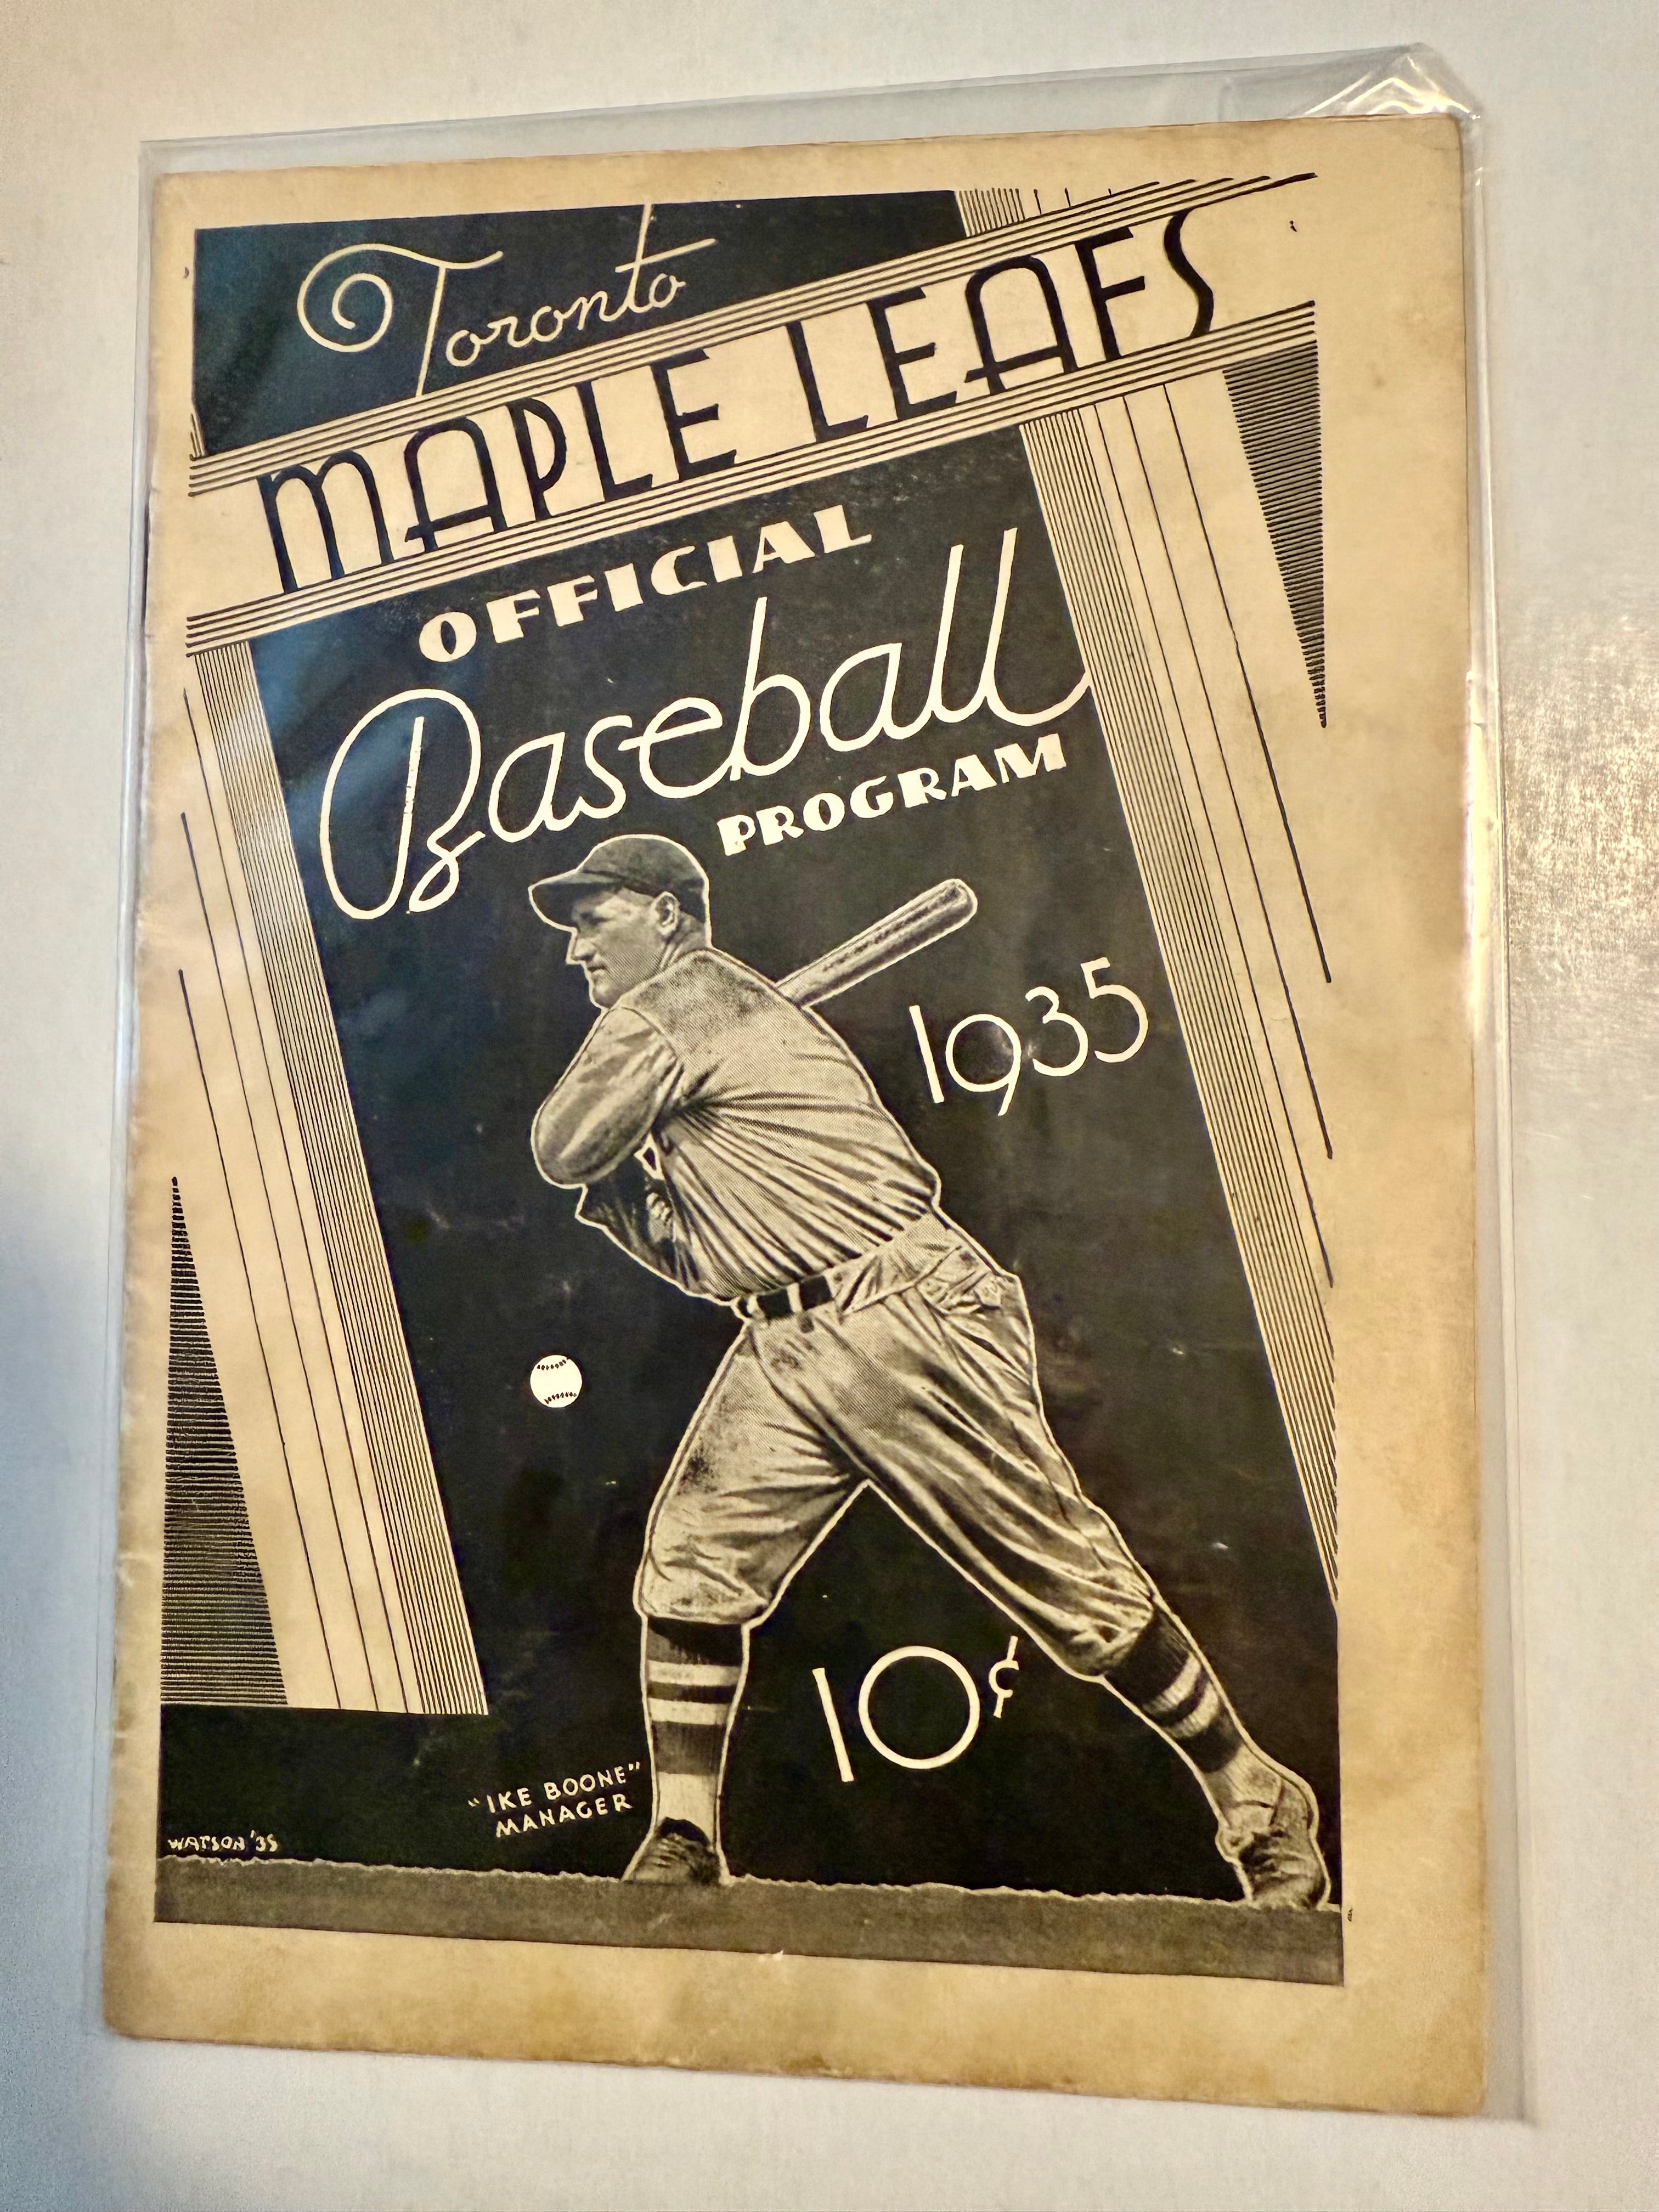 Toronto
MAPLE LEAFS
OFFICIAL
Baseball
PROGRAM
1935
10¢
"IKE BOONE"
MANAGER
WATSON '35